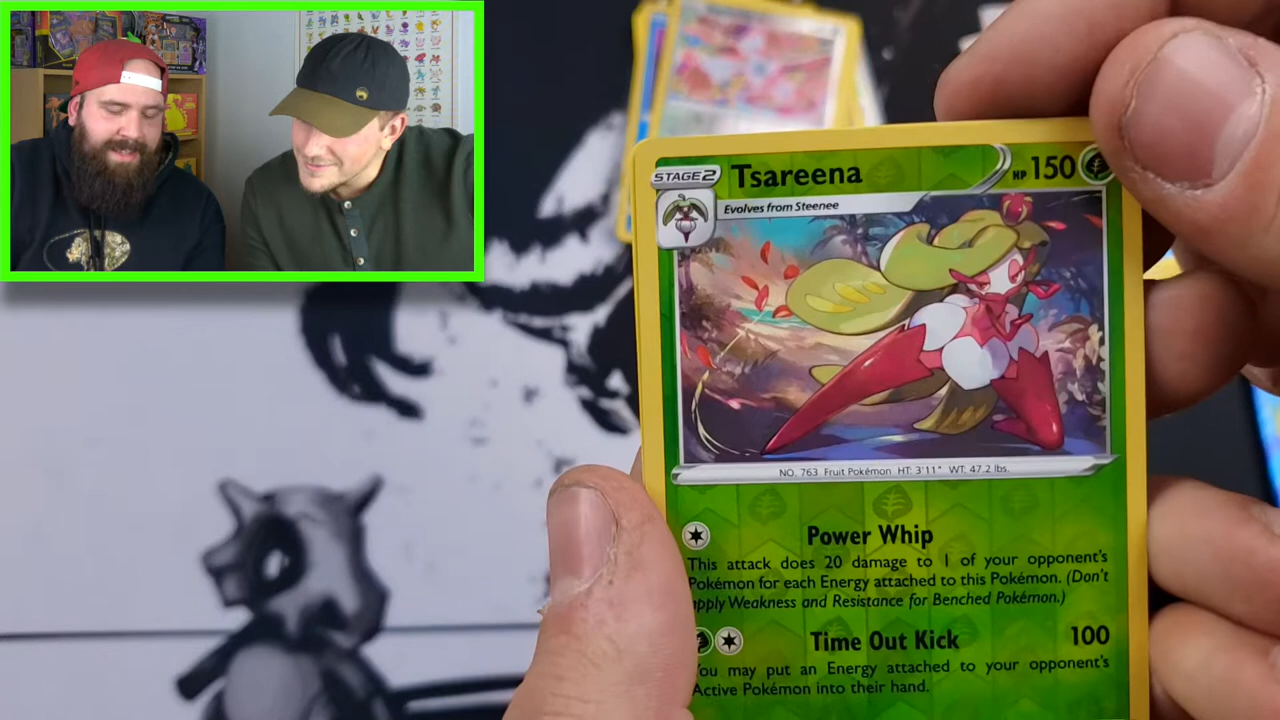 STAGE2
Tsareena
HP 150
Evolves from Steenee
NO. 763 Fruit Pokémon HT: 3'11" WT: 47.2 lbs.
Power Whip
This attack does 20 damage to 1 of your opponent's
Pokémon for each Energy attached to this Pokémon. (Don't
apply Weakness and Resistance for Benched Pokémon.)
Time Out Kick 100
You may put an Energy attached to your opponent's
Active Pokémon into their hand.